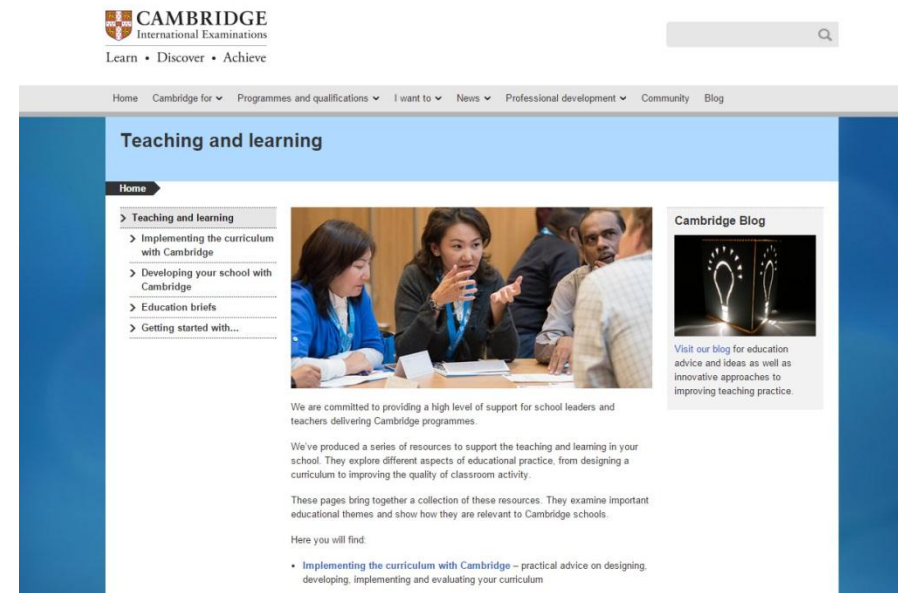 CAMBRIDGE
International Examinations
Learn • Discover • Achieve
Home Cambridge for Programmes and qualifications I want to News Professional development Community Blog
Teaching and learning
Home
Teaching and learning
Implementing the curriculum
with Cambridge
Developing your school with
Cambridge
Education briefs
Getting started with...
We are committed to providing a high level of support for school leaders and
teachers delivering Cambridge programmes.
We've produced a series of resources to support the teaching and learning in your
school. They explore different aspects of educational practice, from designing a
curriculum to improving the quality of classroom activity.
These pages bring together a collection of these resources. They examine important
educational themes and show how they are relevant to Cambridge schools.
Here you will find:
• Implementing the curriculum with Cambridge – practical advice on designing,
developing, implementing and evaluating your curriculum
Cambridge Blog
Visit our blog for education
advice and ideas as well as
innovative approaches to
improving teaching practice.